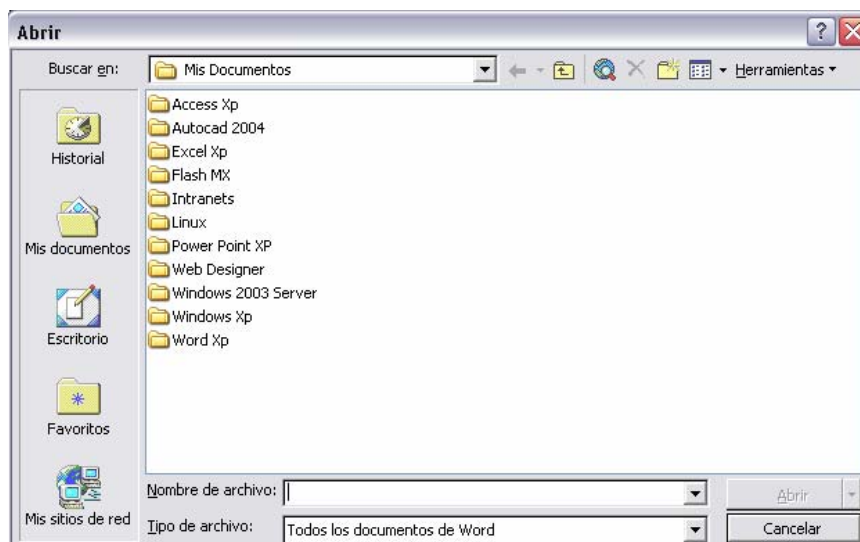 Abrir
Buscar en: Mis Documentos Herramientas
Historial
Mis documentos
Escritorio
Favoritos
Mis sitios de red
Access Xp
Autocad 2004
Excel Xp
Flash MX
Intranets
Linux
Power Point XP
Web Designer
Windows 2003 Server
Windows Xp
Word Xp
Nombre de archivo: Abrir
Tipo de archivo: Todos los documentos de Word Cancelar